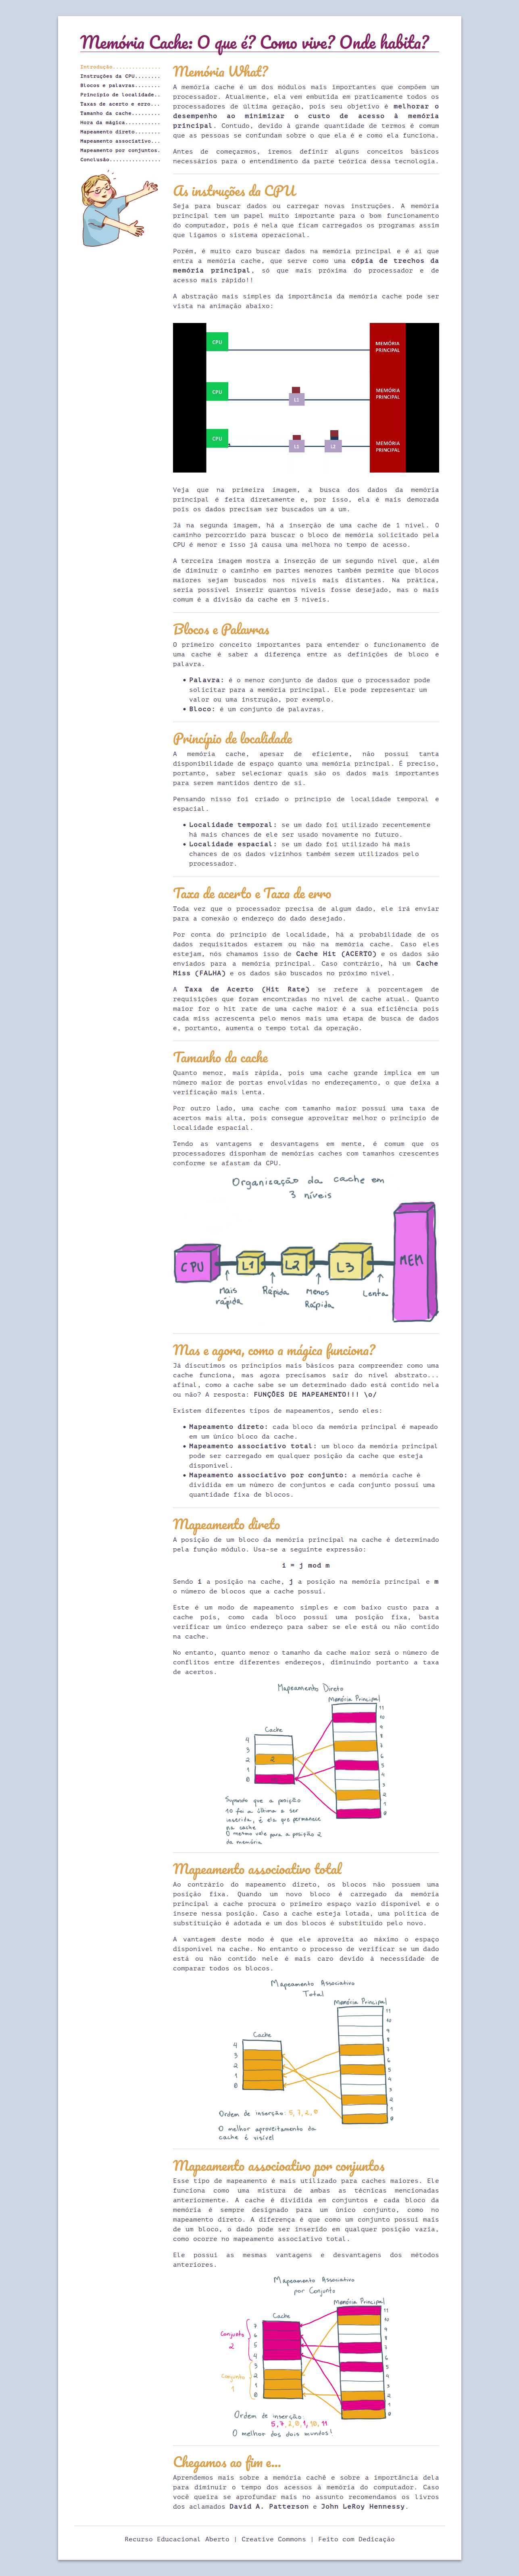 Memória Cache: O que é? Como vive? Onde habita?
Introdução...............
Instruções da CPU........
Blocos e palavras........
Princípio de localidade..
Taxas de acerto e erro...
Tamanho da cache.........
Hora da mágica...........
Mapeamento direto........
Mapeamento associativo...
Mapeamento por conjuntos.
Conclusão................
Memória What?
A memória cache é um dos módulos mais importantes que compõem um
processador. Atualmente, ela vem embutida em praticamente todos os
processadores de última geração, pois seu objetivo é melhorar o
desempenho ao minimizar o custo de acesso à memória
principal. Contudo, devido à grande quantidade de termos é comum
que as pessoas se confundam sobre o que ela é e como ela funciona.
Antes de começarmos, iremos definir alguns conceitos básicos
necessários para o entendimento da parte teórica dessa tecnologia.
As instruções da CPU
Seja para buscar dados ou carregar novas instruções. A memória
principal tem um papel muito importante para o bom funcionamento
do computador, pois é nela que ficam carregados os programas assim
que ligamos o sistema operacional.
Porém, é muito caro buscar dados na memória principal e é aí que
entra a memória cache, que serve como uma cópia de trechos da
memória principal, só que mais próxima do processador e de
acesso mais rápido!!
A abstração mais simples da importância da memória cache pode ser
vista na animação abaixo:
CPU
MEMÓRIA
PRINCIPAL
CPU
L1
MEMÓRIA
PRINCIPAL
CPU
L1
L2
MEMÓRIA
PRINCIPAL
Veja que na primeira imagem, a busca dos dados da memória
principal é feita diretamente e, por isso, ela é mais demorada
pois os dados precisam ser buscados um a um.
Já na segunda imagem, há a inserção de uma cache de 1 nível. O
caminho percorrido para buscar o bloco de memória solicitado pela
CPU é menor e isso já causa uma melhora no tempo de acesso.
A terceira imagem mostra a inserção de um segundo nível que, além
de diminuir o caminho em partes menores também permite que blocos
maiores sejam buscados nos níveis mais distantes. Na prática,
seria possível inserir quantos níveis fosse desejado, mas o mais
comum é a divisão da cache em 3 níveis.
Blocos e Palavras
O primeiro conceito importantes para entender o funcionamento de
uma cache é saber a diferença entre as definições de bloco e
palavra.
• Palavra: é o menor conjunto de dados que o processador pode
solicitar para a memória principal. Ele pode representar um
valor ou uma instrução, por exemplo.
• Bloco: é um conjunto de palavras.
Princípio de localidade
A memória cache, apesar de eficiente, não possui tanta
disponibilidade de espaço quanto uma memória principal. É preciso,
portanto, saber selecionar quais são os dados mais importantes
para serem mantidos dentro de si.
Pensando nisso foi criado o princípio de localidade temporal e
espacial.
• Localidade temporal: se um dado foi utilizado recentemente
há mais chances de ele ser usado novamente no futuro.
• Localidade espacial: se um dado foi utilizado há mais
chances de os dados vizinhos também serem utilizados pelo
processador.
Taxa de acerto e Taxa de erro
Toda vez que o processador precisa de algum dado, ele irá enviar
para a conexão o endereço do dado desejado.
Por conta do princípio de localidade, há a probabilidade de os
dados requisitados estarem ou não na memória cache. Caso eles
estejam, nós chamamos isso de Cache Hit (ACERTO) e os dados são
enviados para a memória principal. Caso contrário, há um Cache
Miss (FALHA) e os dados são buscados no próximo nível.
A Taxa de Acerto (Hit Rate) se refere à porcentagem de
requisições que foram encontradas no nível de cache atual. Quanto
maior for o hit rate de uma cache maior é a sua eficiência pois
cada miss acrescenta pelo menos mais uma etapa de busca de dados
e, portanto, aumenta o tempo total da operação.
Tamanho da cache
Quanto menor, mais rápida, pois uma cache grande implica em um
número maior de portas envolvidas no endereçamento, o que deixa a
verificação mais lenta.
Por outro lado, uma cache com tamanho maior possui uma taxa de
acertos mais alta, pois consegue aproveitar melhor o princípio de
localidade espacial.
Tendo as vantagens e desvantagens em mente, é comum que os
processadores disponham de memórias caches com tamanhos crescentes
conforme se afastam da CPU.
Organização da cache em
3 níveis
CPU
L1
L2
L3
MEM
Mais
rápida
Rápida
Menos
Rápida
Lenta
Mas e agora, como a mágica funciona?
Já discutimos os princípios mais básicos para compreender como uma
cache funciona, mas agora precisamos sair do nível abstrato...
afinal, como a cache sabe se um determinado dado está contido nela
ou não? A resposta: FUNÇÕES DE MAPEAMENTO!!! \o/
Existem diferentes tipos de mapeamentos, sendo eles:
• Mapeamento direto: cada bloco da memória principal é mapeado
em um único bloco da cache.
• Mapeamento associativo total: um bloco da memória principal
pode ser carregado em qualquer posição da cache que esteja
disponível.
• Mapeamento associativo por conjunto: a memória cache é
dividida em um número de conjuntos e cada conjunto possui uma
quantidade fixa de blocos.
Mapeamento direto
A posição de um bloco da memória principal na cache é determinado
pela função módulo. Usa-se a seguinte expressão:
i = j mod m
Sendo i a posição na cache, j a posição na memória principal e m
o número de blocos que a cache possui.
Este é um modo de mapeamento simples e com baixo custo para a
cache pois, como cada bloco possui uma posição fixa, basta
verificar um único endereço para saber se ele está ou não contido
na cache.
No entanto, quanto menor o tamanho da cache maior será o número de
conflitos entre diferentes endereços, diminuindo portanto a taxa
de acertos.
Mapeamento Direto
Memória Principal
11
10
9
8
7
6
5
4
3
2
1
0
Cache
4
3
2
1
0
2
Supondo que a posição
10 foi a última a ser
inserida, é ela que permanece
na cache
O mesmo vale para a posição 2
da memória
Mapeamento associativo total
Ao contrário do mapeamento direto, os blocos não possuem uma
posição fixa. Quando um novo bloco é carregado da memória
principal a cache procura o primeiro espaço vazio disponível e o
insere nessa posição. Caso a cache esteja lotada, uma política de
substituição é adotada e um dos blocos é substituído pelo novo.
A vantagem deste modo é que ele aproveita ao máximo o espaço
disponível na cache. No entanto o processo de verificar se um dado
está ou não contido nele é mais caro devido à necessidade de
comparar todos os blocos.
Mapeamento Associativo
Total
Memória Principal
11
10
9
8
7
6
5
4
3
2
1
0
Cache
4
3
2
1
0
Ordem de inserção: 5, 7, 2, 0
O melhor aproveitamento da
cache é visível
Mapeamento associoativo por conjuntos
Esse tipo de mapeamento é mais utilizado para caches maiores. Ele
funciona como uma mistura de ambas as técnicas mencionadas
anteriormente. A cache é dividida em conjuntos e cada bloco da
memória é sempre designado para um único conjunto, como no
mapeamento direto. A diferença é que como um conjunto possui mais
de um bloco, o dado pode ser inserido em qualquer posição vazia,
como ocorre no mapeamento associativo total.
Ele possui as mesmas vantagens e desvantagens dos métodos
anteriores.
Mapeamento Associativo
por Conjunto
Memória Principal
11
10
9
8
7
6
5
4
3
2
1
0
Cache
7
6
5
4
3
2
1
0
Conjunto
2
Conjunto
1
Ordem de inserção:
5, 7, 2, 0, 1, 10, 11
O melhor dos dois mundos!
Chegamos ao fim e...
Aprendemos mais sobre a memória caché e sobre a importância dela
para diminuir o tempo dos acessos à memória do computador. Caso
você queira se aprofundar mais no assunto recomendamos os livros
dos aclamados David A. Patterson e John LeRoy Hennessy.
Recurso Educacional Aberto | Creative Commons | Feito com Dedicação